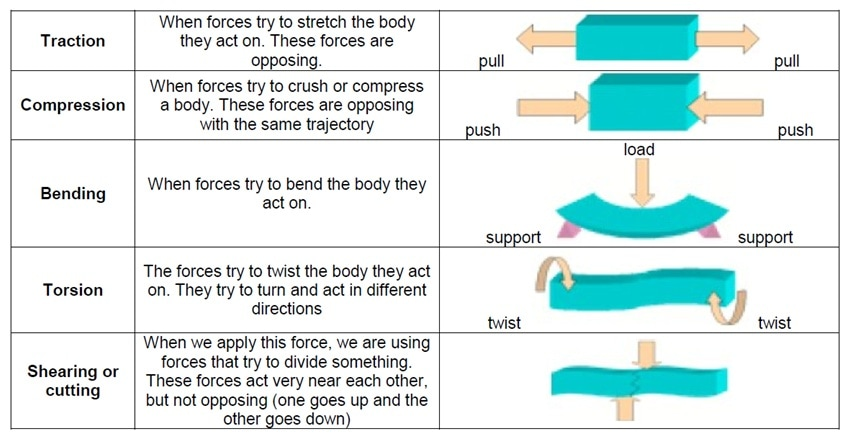 Traction
When forces try to stretch the body
they act on. These forces are
opposing.
pull
pull
Compression
When forces try to crush or compress
a body. These forces are opposing
with the same trajectory
push
push
Bending
When forces try to bend the body they
act on.
load
support
support
Torsion
The forces try to twist the body they act
on. They try to turn and act in different
directions
twist
twist
Shearing or
cutting
When we apply this force, we are using
forces that try to divide something.
These forces act very near each other,
but not opposing (one goes up and the
other goes down)